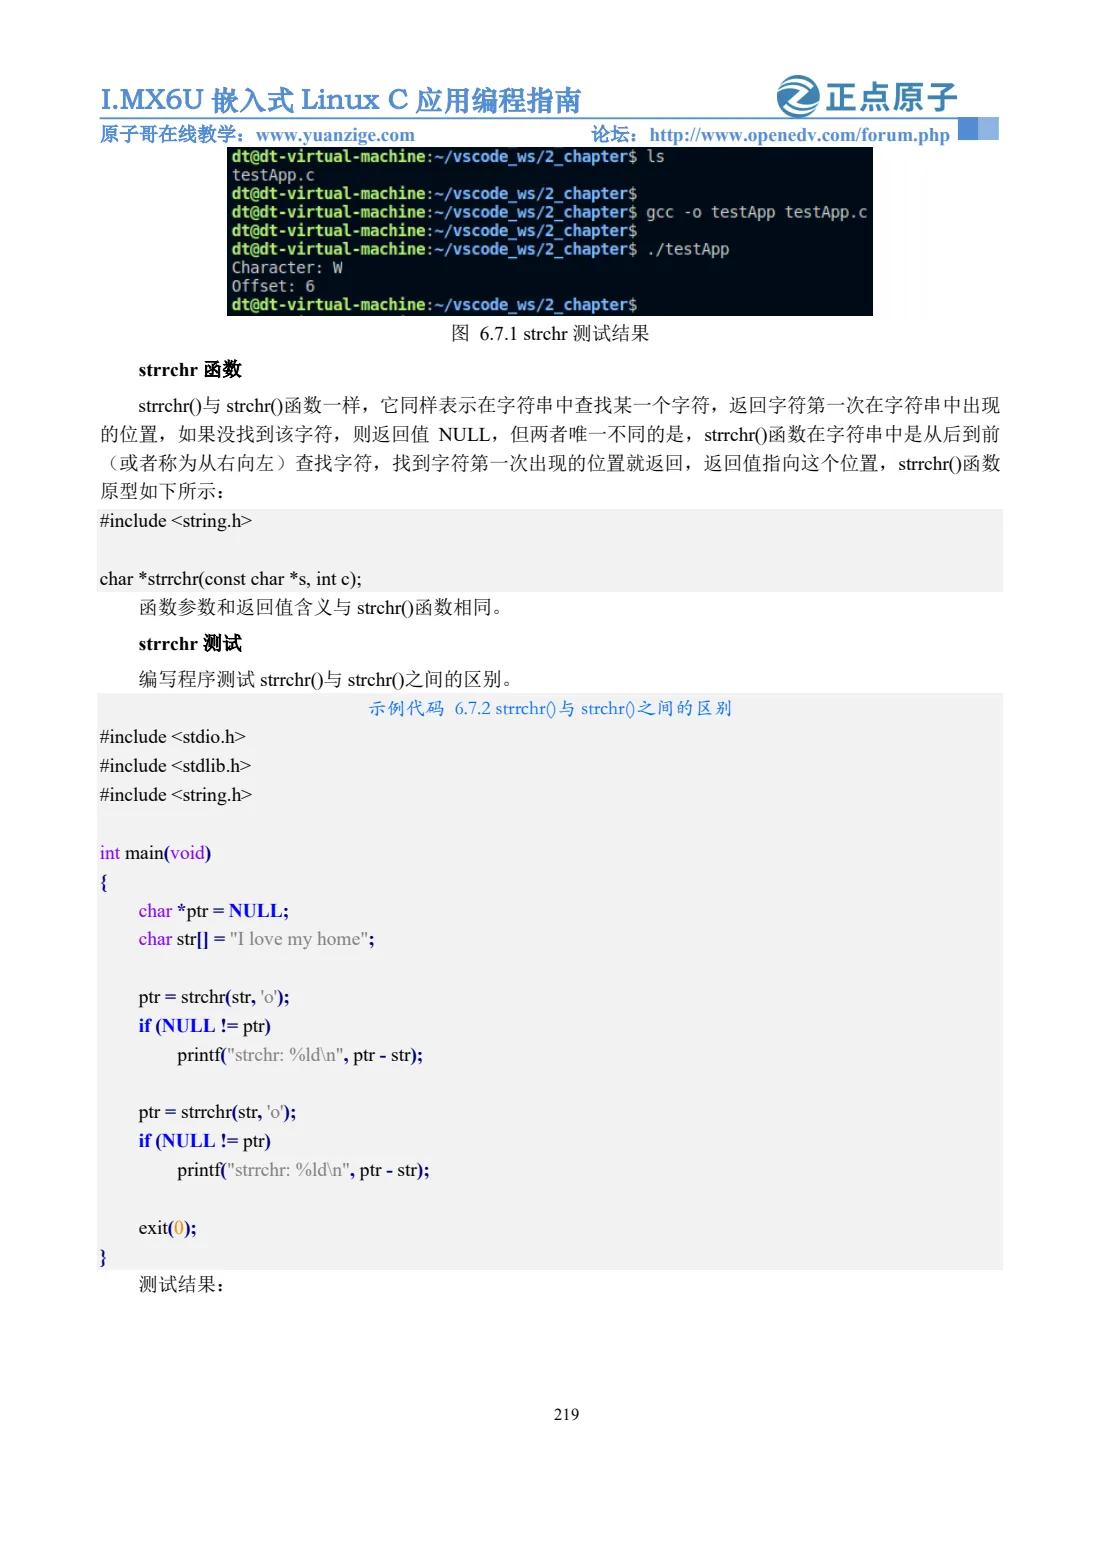 I.MX6U 嵌入式 Linux C 应用编程指南
正点原子
原子哥在线教学：www.yuanzige.com 论坛：http://www.openedv.com/forum.php
dt@dt-virtual-machine:~/vscode_ws/2_chapter$ ls
testApp.c
dt@dt-virtual-machine:~/vscode_ws/2_chapter$
dt@dt-virtual-machine:~/vscode_ws/2_chapter$ gcc -o testApp testApp.c
dt@dt-virtual-machine:~/vscode_ws/2_chapter$
dt@dt-virtual-machine:~/vscode_ws/2_chapter$ ./testApp
Character: W
Offset: 6
dt@dt-virtual-machine:~/vscode_ws/2_chapter$
图 6.7.1 strchr 测试结果
strrchr 函数
strrchr()与 strchr()函数一样，它同样表示在字符串中查找某一个字符，返回字符第一次在字符串中出现
的位置，如果没找到该字符，则返回值 NULL，但两者唯一不同的是，strrchr()函数在字符串中是从后到前
（或者称为从右向左）查找字符，找到字符第一次出现的位置就返回，返回值指向这个位置，strrchr()函数
原型如下所示：
#include <string.h>
char *strrchr(const char *s, int c);
函数参数和返回值含义与 strchr()函数相同。
strrchr 测试
编写程序测试 strrchr()与 strchr()之间的区别。
示例代码 6.7.2 strrchr()与 strchr()之间的区别
#include <stdio.h>
#include <stdlib.h>
#include <string.h>
int main(void)
{
char *ptr = NULL;
char str[] = "I love my home";
ptr = strchr(str, 'o');
if (NULL != ptr)
printf("strchr: %ld\n", ptr - str);
ptr = strrchr(str, 'o');
if (NULL != ptr)
printf("strrchr: %ld\n", ptr - str);
exit(0);
}
测试结果：
219